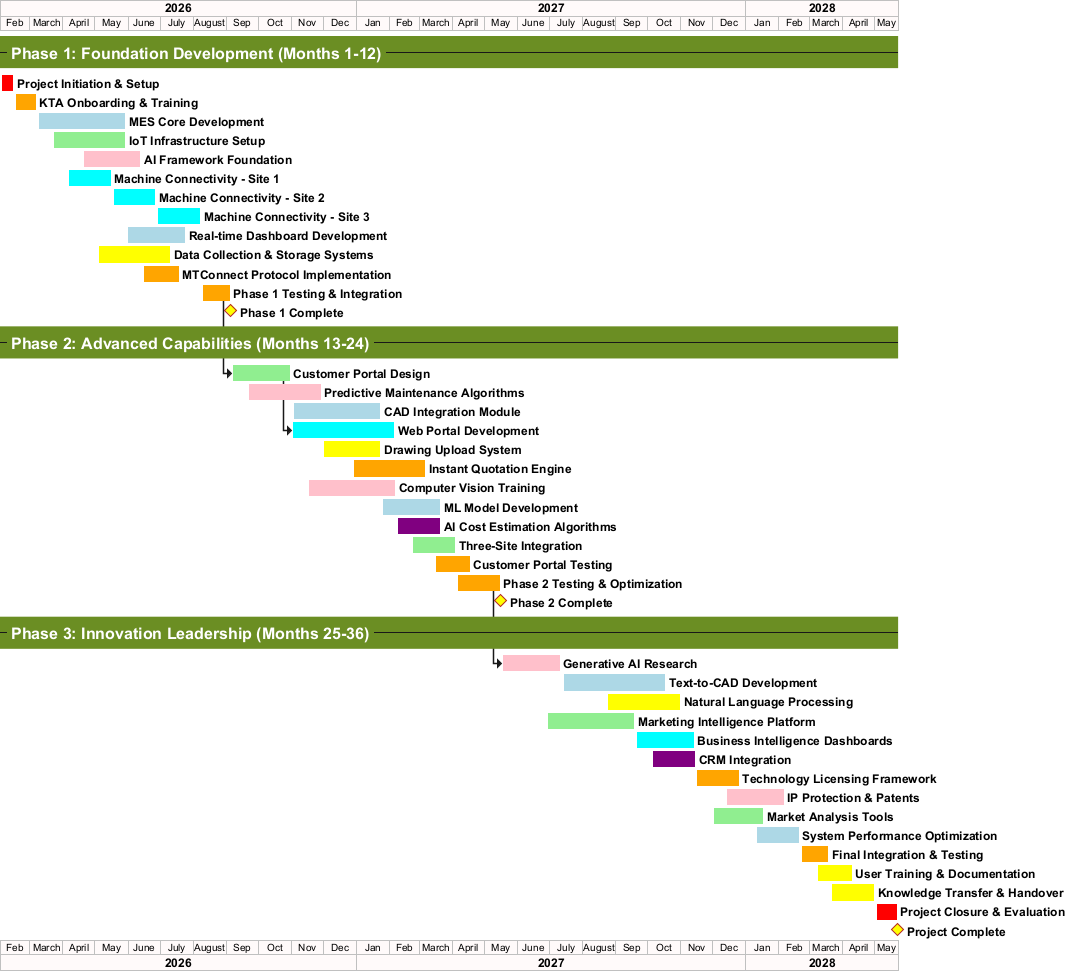 2026 2027 2028
Feb March April May June July August Sep Oct Nov Dec Jan Feb March April May June July August Sep Oct Nov Dec Jan Feb March April May
Phase 1: Foundation Development (Months 1-12)
Project Initiation & Setup
KTA Onboarding & Training
MES Core Development
IoT Infrastructure Setup
AI Framework Foundation
Machine Connectivity - Site 1
Machine Connectivity - Site 2
Machine Connectivity - Site 3
Real-time Dashboard Development
Data Collection & Storage Systems
MTConnect Protocol Implementation
Phase 1 Testing & Integration
Phase 1 Complete
Phase 2: Advanced Capabilities (Months 13-24)
Customer Portal Design
Predictive Maintenance Algorithms
CAD Integration Module
Web Portal Development
Drawing Upload System
Instant Quotation Engine
Computer Vision Training
ML Model Development
AI Cost Estimation Algorithms
Three-Site Integration
Customer Portal Testing
Phase 2 Testing & Optimization
Phase 2 Complete
Phase 3: Innovation Leadership (Months 25-36)
Generative AI Research
Text-to-CAD Development
Natural Language Processing
Marketing Intelligence Platform
Business Intelligence Dashboards
CRM Integration
Technology Licensing Framework
IP Protection & Patents
Market Analysis Tools
System Performance Optimization
Final Integration & Testing
User Training & Documentation
Knowledge Transfer & Handover
Project Closure & Evaluation
Project Complete
Feb March April May June July August Sep Oct Nov Dec Jan Feb March April May June July August Sep Oct Nov Dec Jan Feb March April May
2026 2027 2028